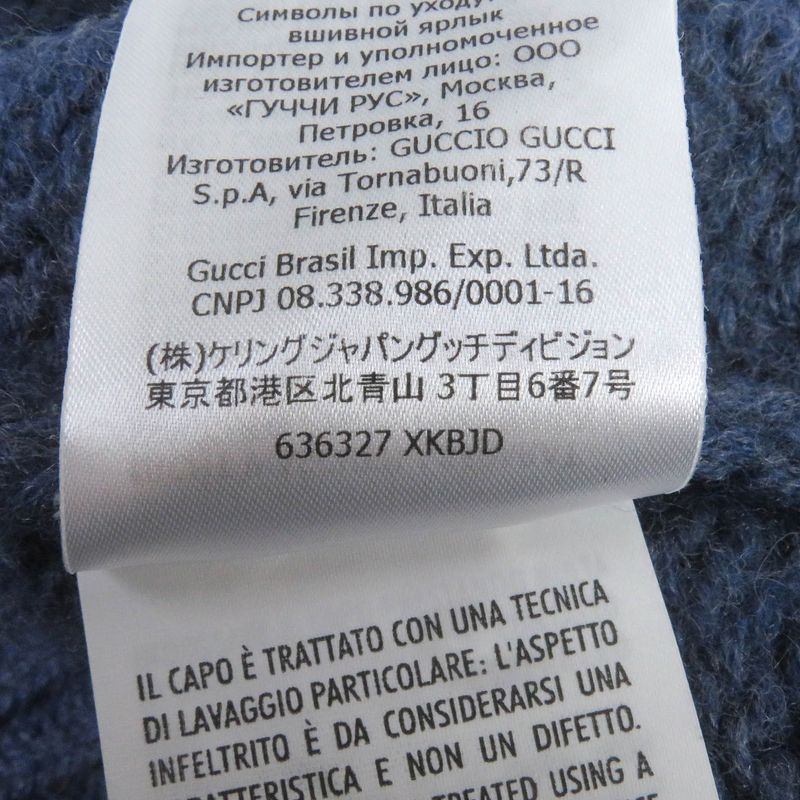 Символы по уходу:
вшивной ярлык
Импортер и уполномоченное
изготовителем лицо: ООО
«ГУЧЧИ РУС», Москва,
Петровка, 16
Изготовитель: GUCCIO GUCCI
S.p.A, via Tornabuoni,73/R
Firenze, Italia
Gucci Brasil Imp. Exp. Ltda.
CNPJ 08.338.986/0001-16
(株)ケリングジャパングッチディビジョン
東京都港区北青山 3丁目6番7号
636327 XKBJD
IL CAPO È TRATTATO CON UNA TECNICA
DI LAVAGGIO PARTICOLARE: L'ASPETTO
INFELTRITO È DA CONSIDERARSI UNA
CARATTERISTICA E NON UN DIFETTO.
TREATED USING A